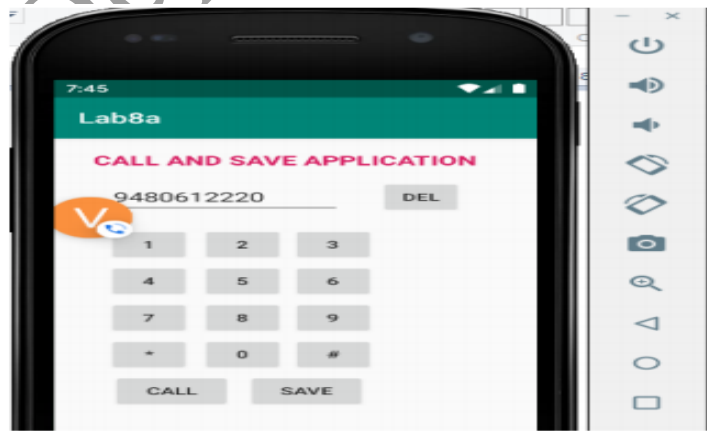 7:45
Lab8a
CALL AND SAVE APPLICATION
9480612220 DEL
V
1 2 3
4 5 6
7 8 9
* 0 #
CALL SAVE